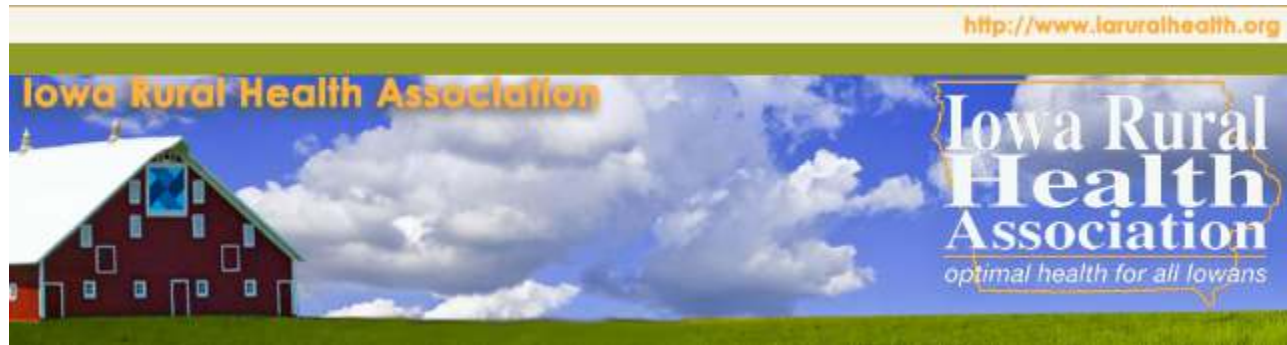 http://www.iaruralhealth.org
Iowa Rural Health Association
Iowa Rural
Health
Association
optimal health for all Iowans